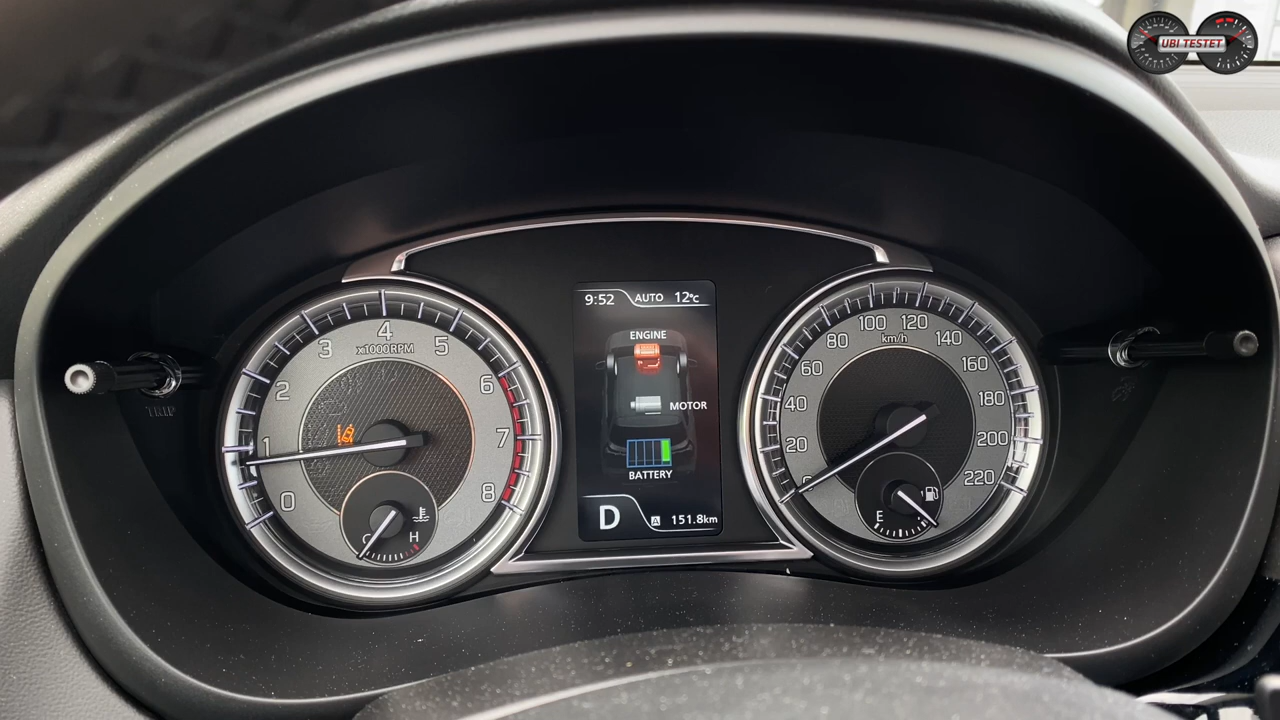 UBI TESTET
9:52 AUTO 12°c
ENGINE
MOTOR
BATTERY
D A 151.8km
0 1 2 3 4 5 6 7 8
x1000RPM
C H
20 40 60 80 100 120 140 160 180 200 220
km/h
E
TRIP